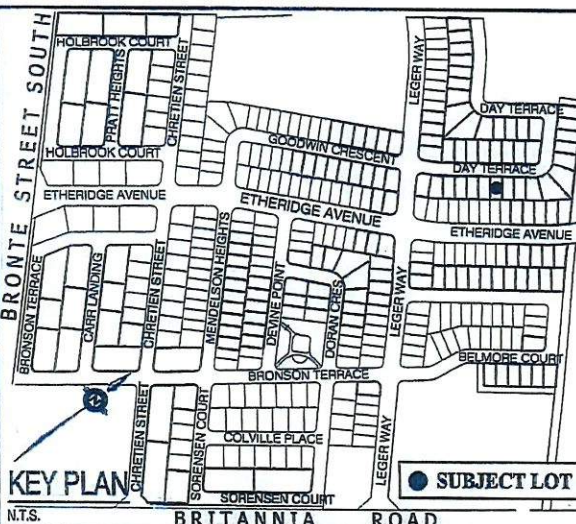 HOLBROOK COURT
PRATT HEIGHTS
CHRETIEN STREET
LEGER WAY
BRONTE STREET SOUTH
DAY TERRACE
GOODWIN CRESCENT
HOLBROOK COURT
DAY TERRACE
ETHERIDGE AVENUE
ETHERIDGE AVENUE
ETHERIDGE AVENUE
BRONSON TERRACE
CARR LANDING
CHRETIEN STREET
MENDELSON HEIGHTS
DEVINE POINT
DORAN CRES
LEGER WAY
BELMORE COURT
BRONSON TERRACE
CHRETIEN STREET
SORENSEN COURT
COLVILLE PLACE
LEGER WAY
KEY PLAN
SUBJECT LOT
SORENSEN COURT
N.T.S.
BRITANNIA ROAD